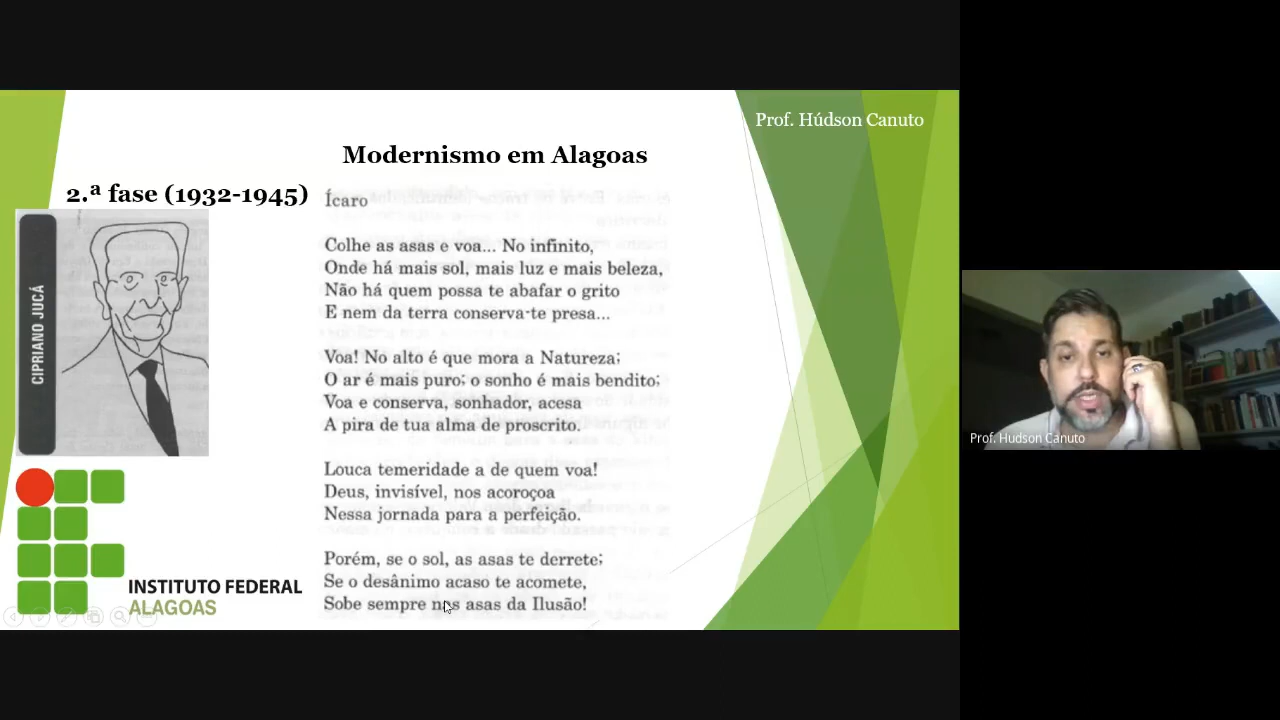 Prof. Húdson Canuto
Modernismo em Alagoas
2.ª fase (1932-1945)
CIPRIANO JUCÁ
Ícaro
Colhe as asas e voa... No infinito,
Onde há mais sol, mais luz e mais beleza,
Não há quem possa te abafar o grito
E nem da terra conserva-te presa...
Voa! No alto é que mora a Natureza;
O ar é mais puro; o sonho é mais bendito;
Voa e conserva, sonhador, acesa
A pira de tua alma de proscrito.
Louca temeridade a de quem voa!
Deus, invisível, nos acoroçoa
Nessa jornada para a perfeição.
Porém, se o sol, as asas te derrete;
Se o desânimo acaso te acomete,
Sobe sempre nas asas da Ilusão!
INSTITUTO FEDERAL
ALAGOAS
Prof. Hudson Canuto